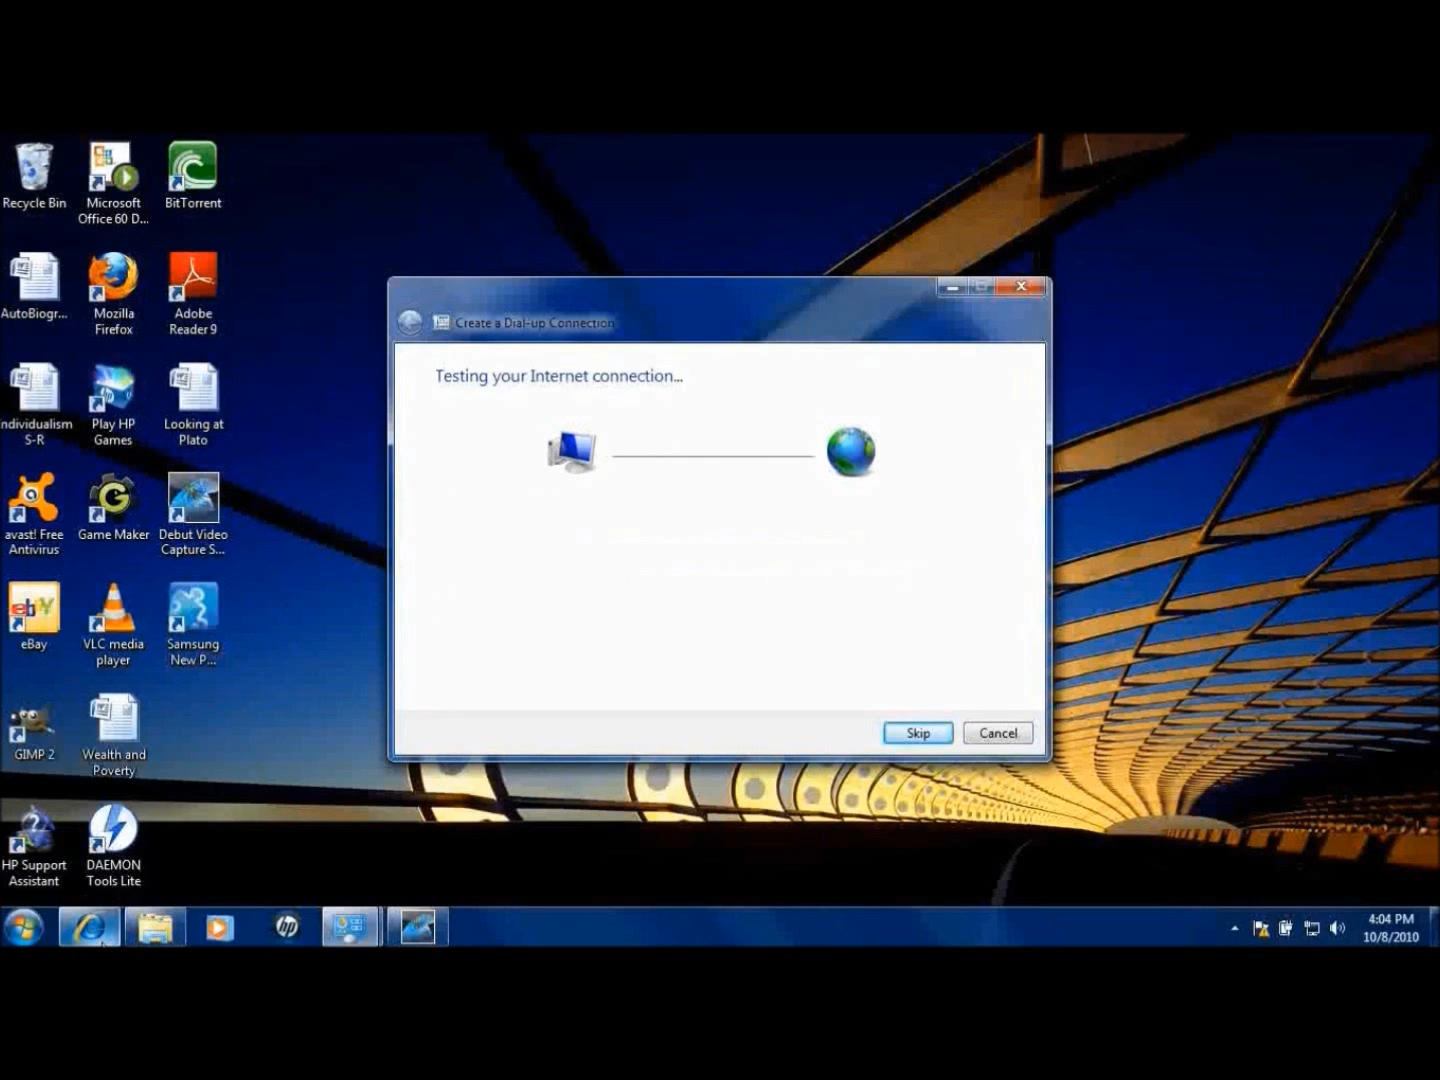 Recycle Bin
Microsoft
Office 60 D...
BitTorrent
AutoBiogr...
Mozilla
Firefox
Adobe
Reader 9
ndividualism
S-R
Play HP
Games
Looking at
Plato
avast! Free
Antivirus
Game Maker
Debut Video
Capture S...
eBay
VLC media
player
Samsung
New P...
GIMP 2
Wealth and
Poverty
HP Support
Assistant
DAEMON
Tools Lite
Create a Dial-up Connection
Testing your Internet connection...
Skip
Cancel
hp
4:04 PM
10/8/2010